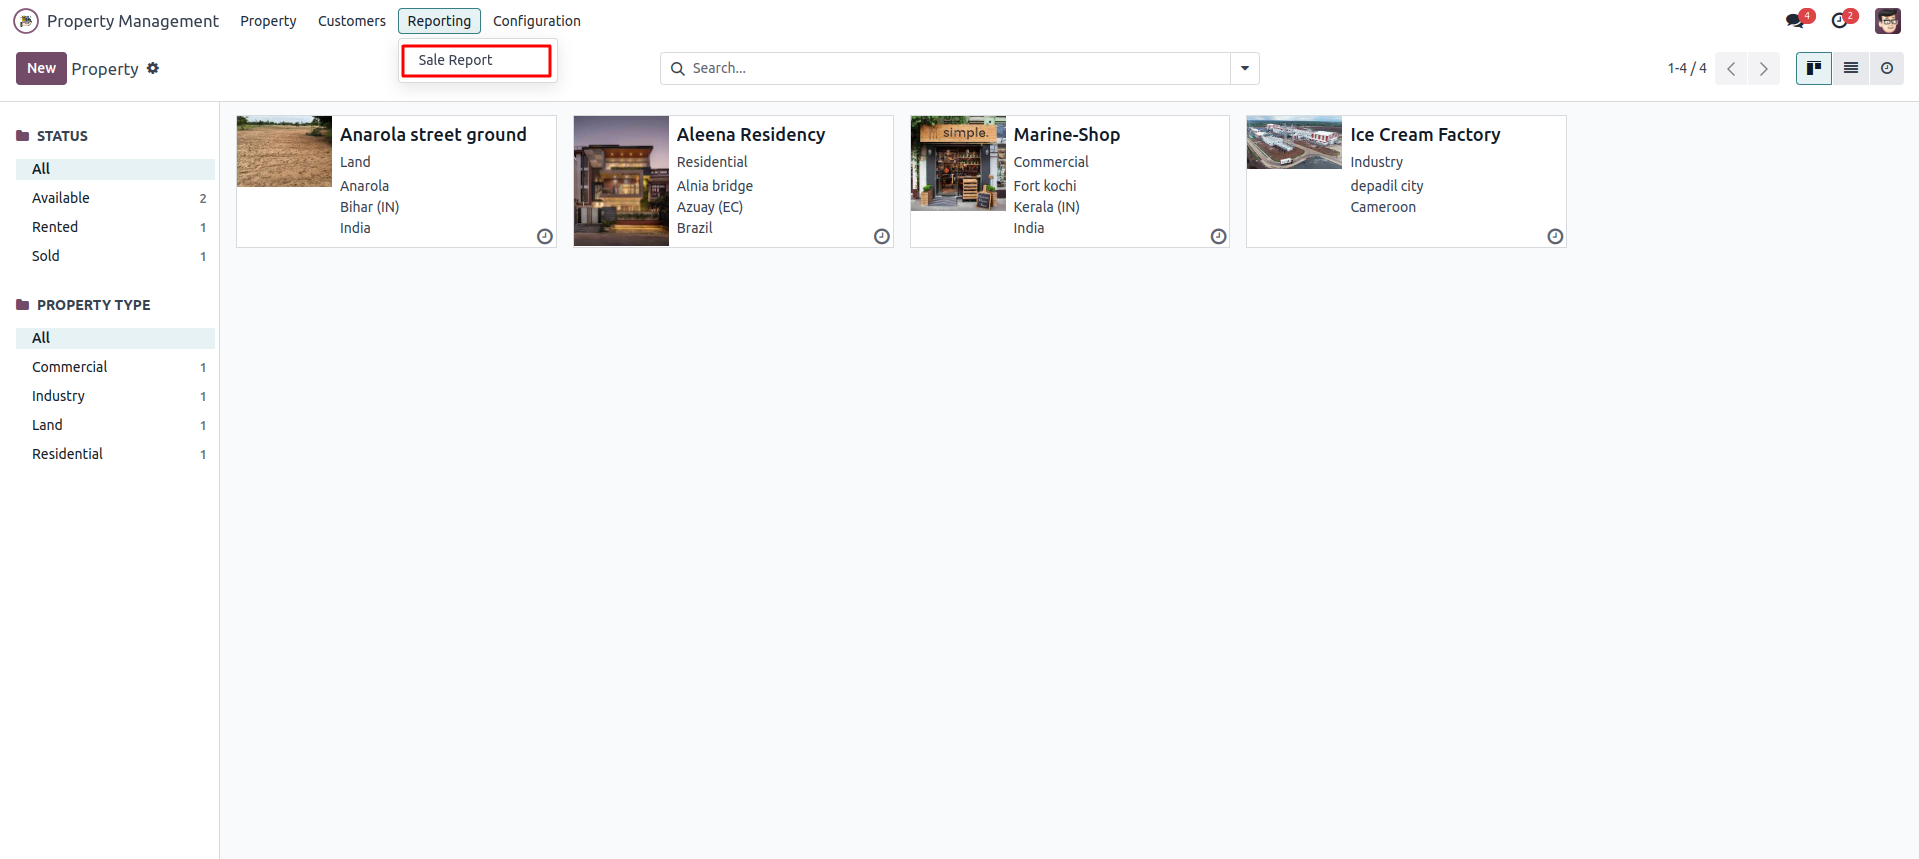 Property Management Property Customers Reporting Configuration 4 2
Sale Report
New Property Search... 1-4 / 4
STATUS
All
Available 2
Rented 1
Sold 1
PROPERTY TYPE
All
Commercial 1
Industry 1
Land 1
Residential 1
Anarola street ground
Land
Anarola
Bihar (IN)
India
Aleena Residency
Residential
Alnia bridge
Azuay (EC)
Brazil
simple.
Marine-Shop
Commercial
Fort kochi
Kerala (IN)
India
Ice Cream Factory
Industry
depadil city
Cameroon